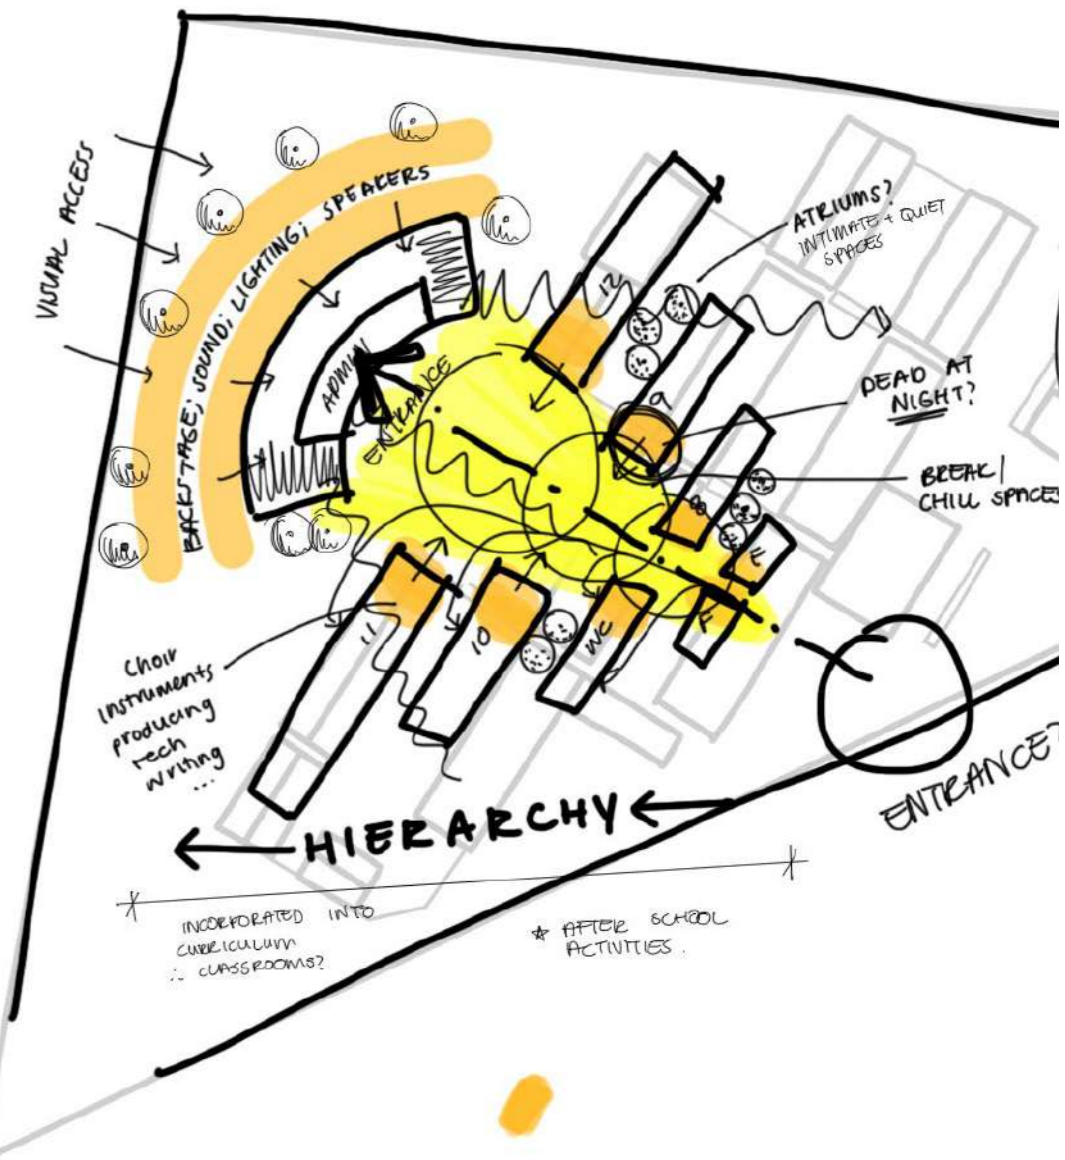 VISUAL ACCESS
BACKSTAGE; SOUND; LIGHTING; SPEAKERS
ADMIN
ENTRANCE
12
ATRIUMS?
INTIMATE + QUIET
SPACES
9
DEAD AT
NIGHT?
BREAK/
CHILL SPACES
8
11
10
WC
Choir
instruments
producing
tech
writing
...
HIERARCHY
ENTRANCE?
INCORPORATED INTO
CURRICULUM
∴ CLASSROOMS?
* AFTER SCHOOL
ACTIVITIES.